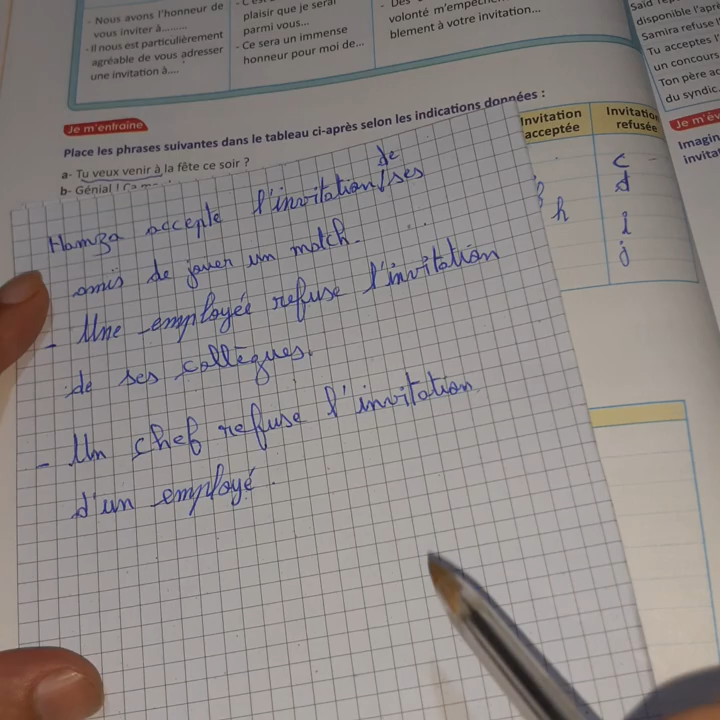 - Nous avons l'honneur de
vous inviter à.........
- Il nous est particulièrement
agréable de vous adresser
une invitation à....
plaisir que je serai
parmi vous...
- Ce sera un immense
honneur pour moi de...
volonté m'empêchent
blement à votre invitation...
disponible l'apr
Samira refuse l'
Tu acceptes l'
un concours
Ton père ac
du syndic.
Je m'entraîne
Place les phrases suivantes dans le tableau ci-après selon les indications données :
a- Tu veux venir à la fête ce soir ?
b- Génial !
Invitation
acceptée
Invitation
refusée
h
c
d
i
j
Je m'é
Imagin
invita
de
Hamza accepte l'invitation/ses
amis de jouer un match.
- Une employée refuse l'invitation
de ses collègues.
- Un chef refuse l'invitation
d'un employé.